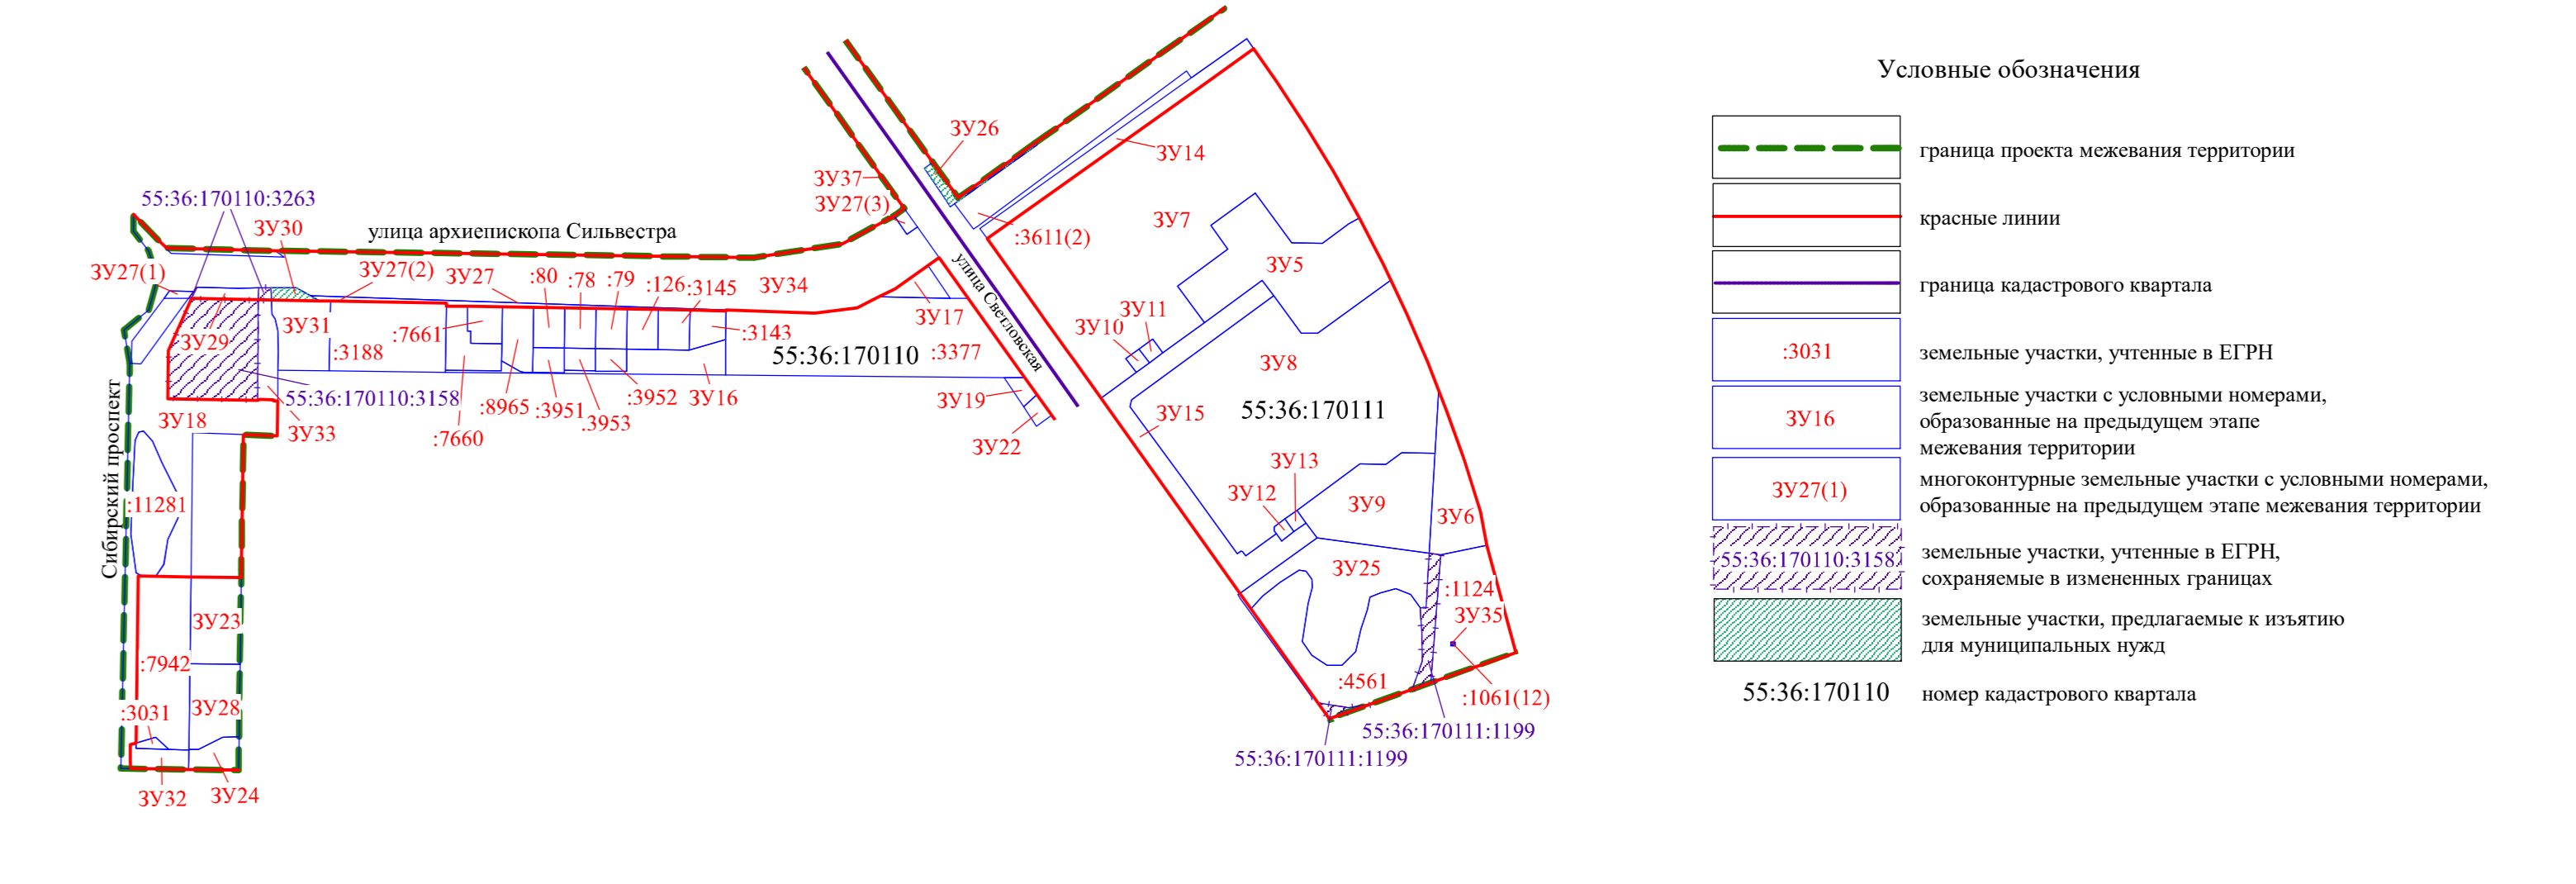 Условные обозначения
граница проекта межевания территории
красные линии
граница кадастрового квартала
:3031
земельные участки, учтенные в ЕГРН
ЗУ16
земельные участки с условными номерами,
образованные на предыдущем этапе
межевания территории
ЗУ27(1)
многоконтурные земельные участки с условными номерами,
образованные на предыдущем этапе межевания территории
55:36:170110:3158
земельные участки, учтенные в ЕГРН,
сохраняемые в измененных границах
земельные участки, предлагаемые к изъятию
для муниципальных нужд
55:36:170110
номер кадастрового квартала
ЗУ26
ЗУ14
ЗУ37
ЗУ27(3)
55:36:170110:3263
ЗУ30
улица архиепископа Сильвестра
:3611(2)
ЗУ7
ЗУ5
ЗУ27(1)
ЗУ27(2)
ЗУ27
:80
:78
:79
:126
:3145
ЗУ34
улица Светловская
ЗУ31
ЗУ29
:3188
:7661
:3143
ЗУ17
55:36:170110
:3377
ЗУ10
ЗУ11
ЗУ8
55:36:170110:3158
:7660
:8965
:3951
:3953
:3952
ЗУ16
ЗУ19
ЗУ22
ЗУ18
ЗУ33
Сибирский проспект
55:36:170111
ЗУ15
ЗУ13
ЗУ12
ЗУ9
ЗУ6
:11281
ЗУ25
:1124
ЗУ35
ЗУ23
:7942
:4561
:1061(12)
ЗУ28
:3031
55:36:170111:1199
55:36:170111:1199
ЗУ32
ЗУ24